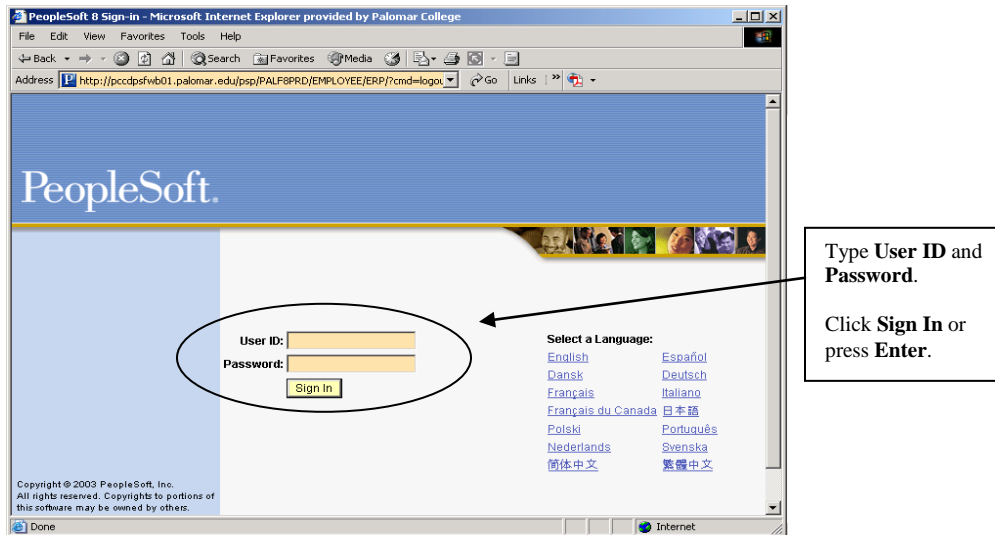 PeopleSoft 8 Sign-in - Microsoft Internet Explorer provided by Palomar College
File Edit View Favorites Tools Help
Back Search Favorites Media
Address http://pccdpsfwb01.palomar.edu/psp/PALF8PRD/EMPLOYEE/ERP/?cmd=logou Go Links »
PeopleSoft.
Type User ID and
Password.
Click Sign In or
press Enter.
User ID:
Password:
Sign In
Select a Language:
English Español
Dansk Deutsch
Français Italiano
Français du Canada 日本語
Polski Português
Nederlands Svenska
简体中文 繁體中文
Copyright © 2003 PeopleSoft, Inc.
All rights reserved. Copyrights to portions of
this software may be owned by others.
Done Internet